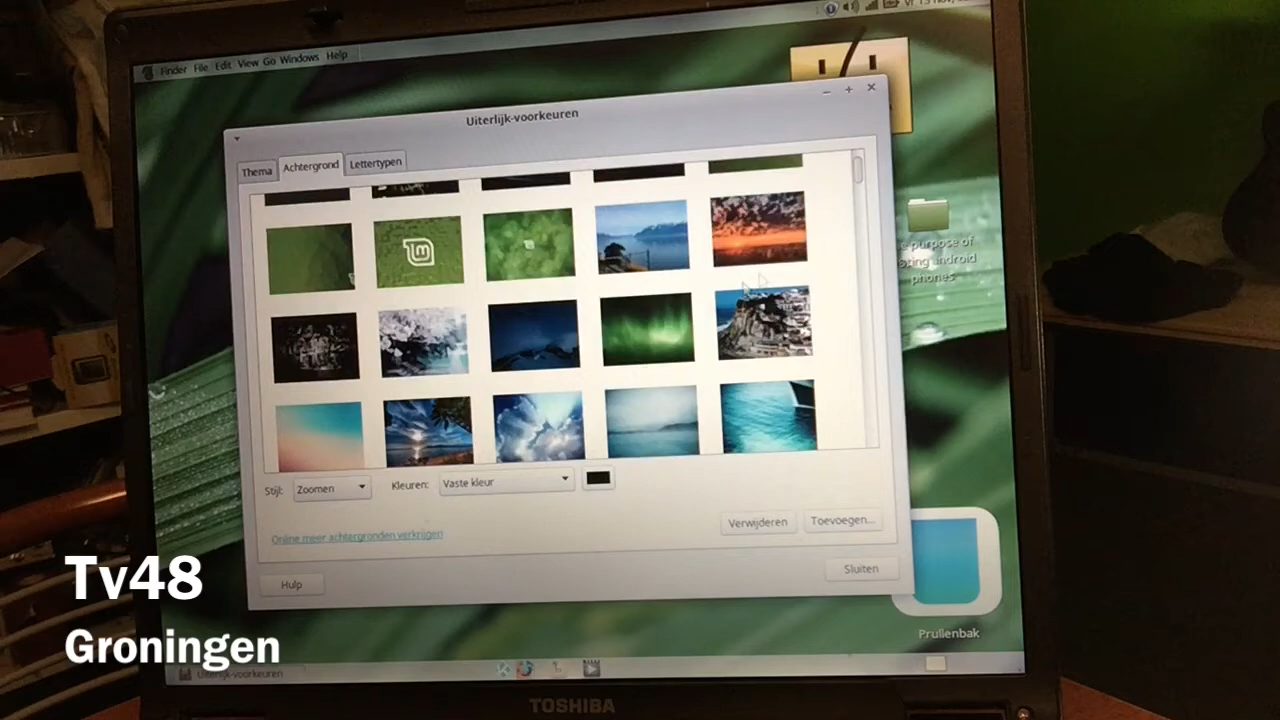 Finder File Edit View Go Windows Help
Uiterlijk-voorkeuren
Thema Achtergrond Lettertypen
purpose of
android
phones
Stijl: Zoomen Kleuren: Vaste kleur
Verwijderen Toevoegen...
Online meer achtergronden verkrijgen
Hulp Sluiten
Tv48
Groningen
Prullenbak
Uiterlijk-voorkeuren
TOSHIBA